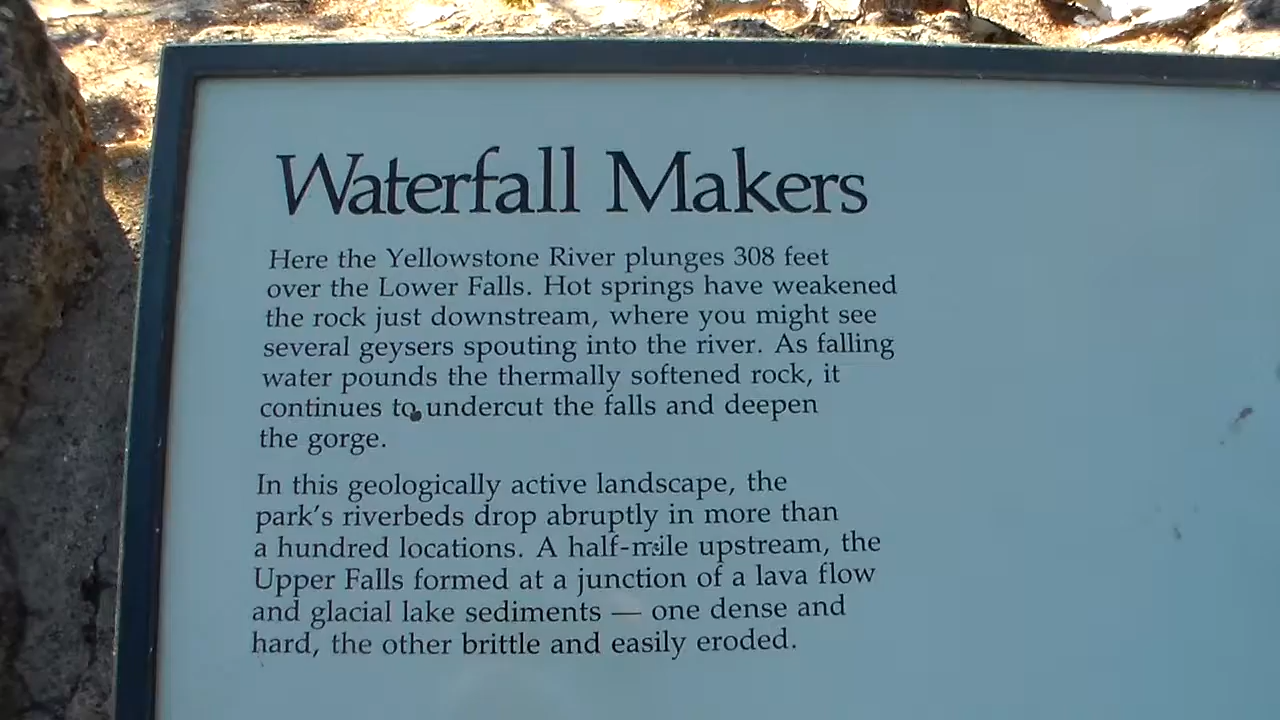 Waterfall Makers
Here the Yellowstone River plunges 308 feet
over the Lower Falls. Hot springs have weakened
the rock just downstream, where you might see
several geysers spouting into the river. As falling
water pounds the thermally softened rock, it
continues to undercut the falls and deepen
the gorge.
In this geologically active landscape, the
park's riverbeds drop abruptly in more than
a hundred locations. A half-mile upstream, the
Upper Falls formed at a junction of a lava flow
and glacial lake sediments — one dense and
hard, the other brittle and easily eroded.